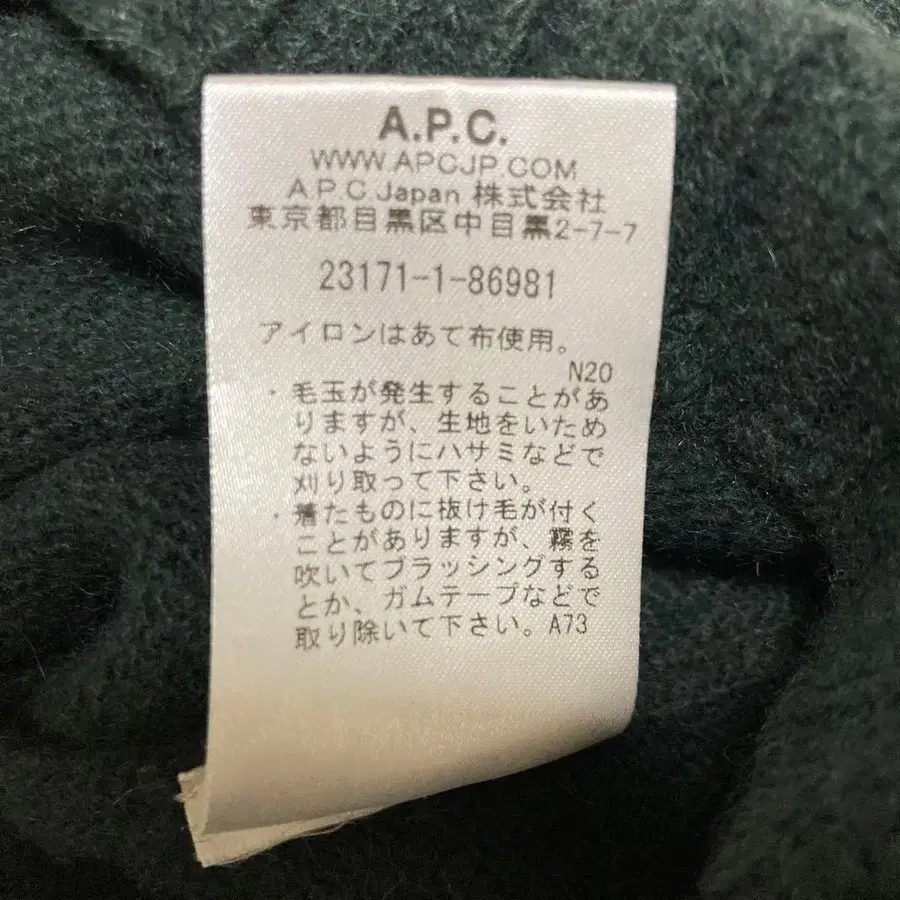 A.P.C.
WWW.APCJP.COM
A P C Japan 株式会社
東京都目黒区中目黒2-7-7
23171-1-86981
アイロンはあて布使用。
N20
・毛玉が発生することがあ
りますが、生地をいため
ないようにハサミなどで
刈り取って下さい。
・着たものに抜け毛が付く
ことがありますが、霧を
吹いてブラッシングする
とか、ガムテープなどで
取り除いて下さい。A73